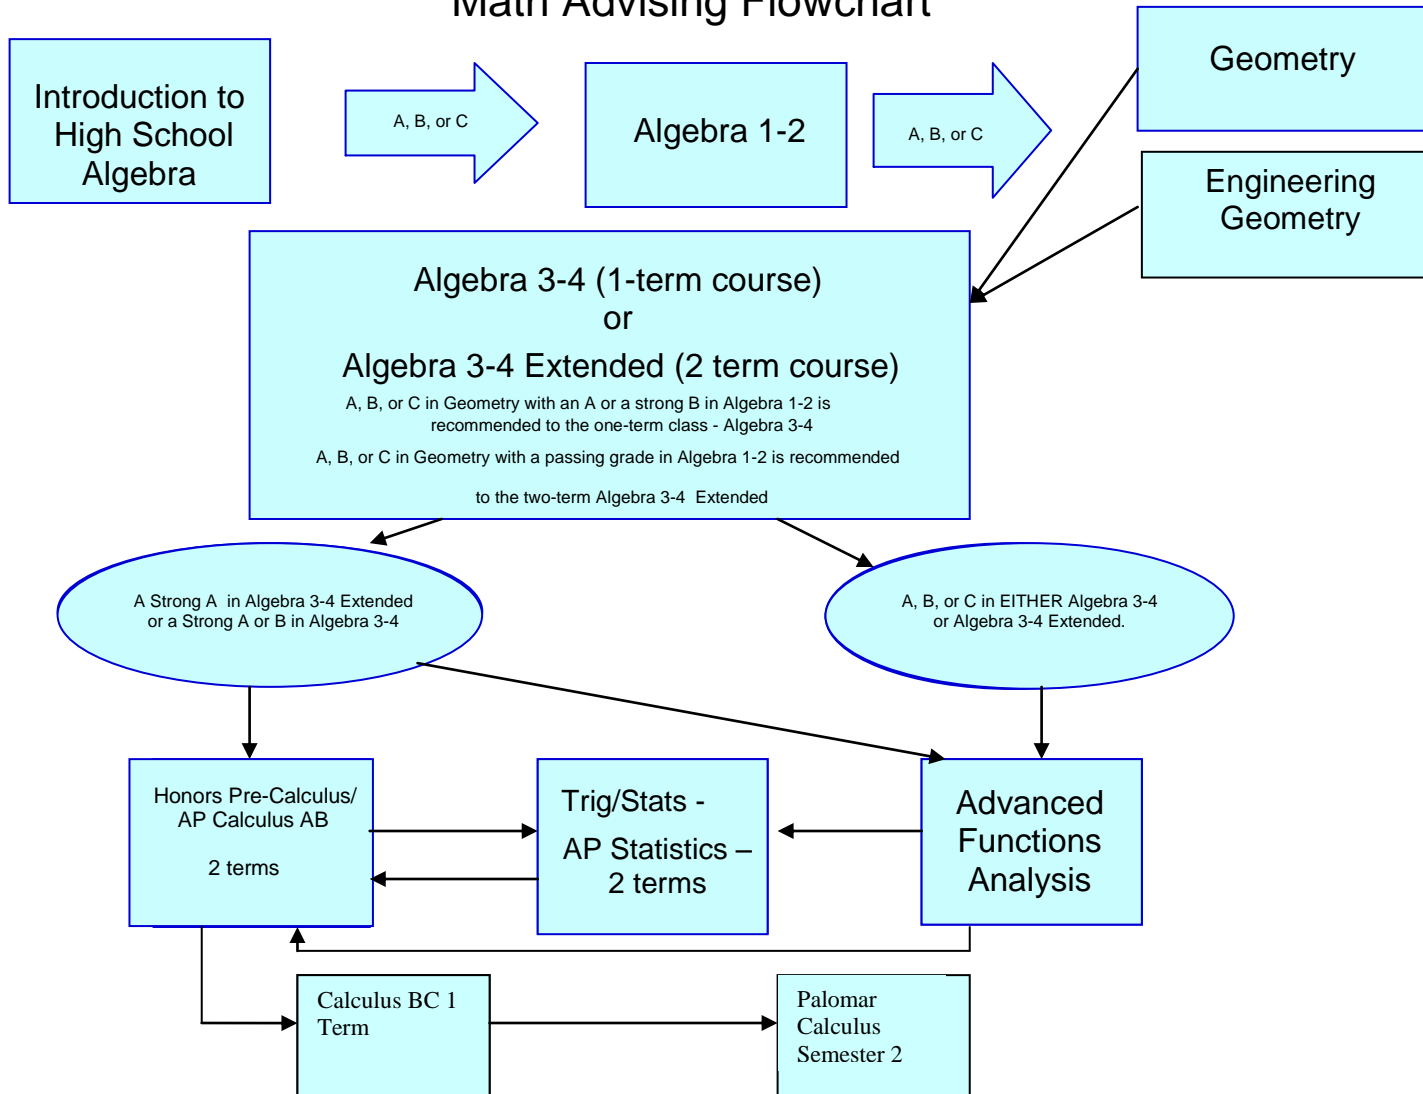 Math Advising Flowchart
Introduction to
High School
Algebra
A, B, or C
Algebra 1-2
A, B, or C
Geometry
Engineering
Geometry
Algebra 3-4 (1-term course)
or
Algebra 3-4 Extended (2 term course)
A, B, or C in Geometry with an A or a strong B in Algebra 1-2 is
recommended to the one-term class - Algebra 3-4
A, B, or C in Geometry with a passing grade in Algebra 1-2 is recommended
to the two-term Algebra 3-4 Extended
A Strong A in Algebra 3-4 Extended
or a Strong A or B in Algebra 3-4
A, B, or C in EITHER Algebra 3-4
or Algebra 3-4 Extended.
Honors Pre-Calculus/
AP Calculus AB
2 terms
Trig/Stats -
AP Statistics –
2 terms
Advanced
Functions
Analysis
Calculus BC 1
Term
Palomar
Calculus
Semester 2